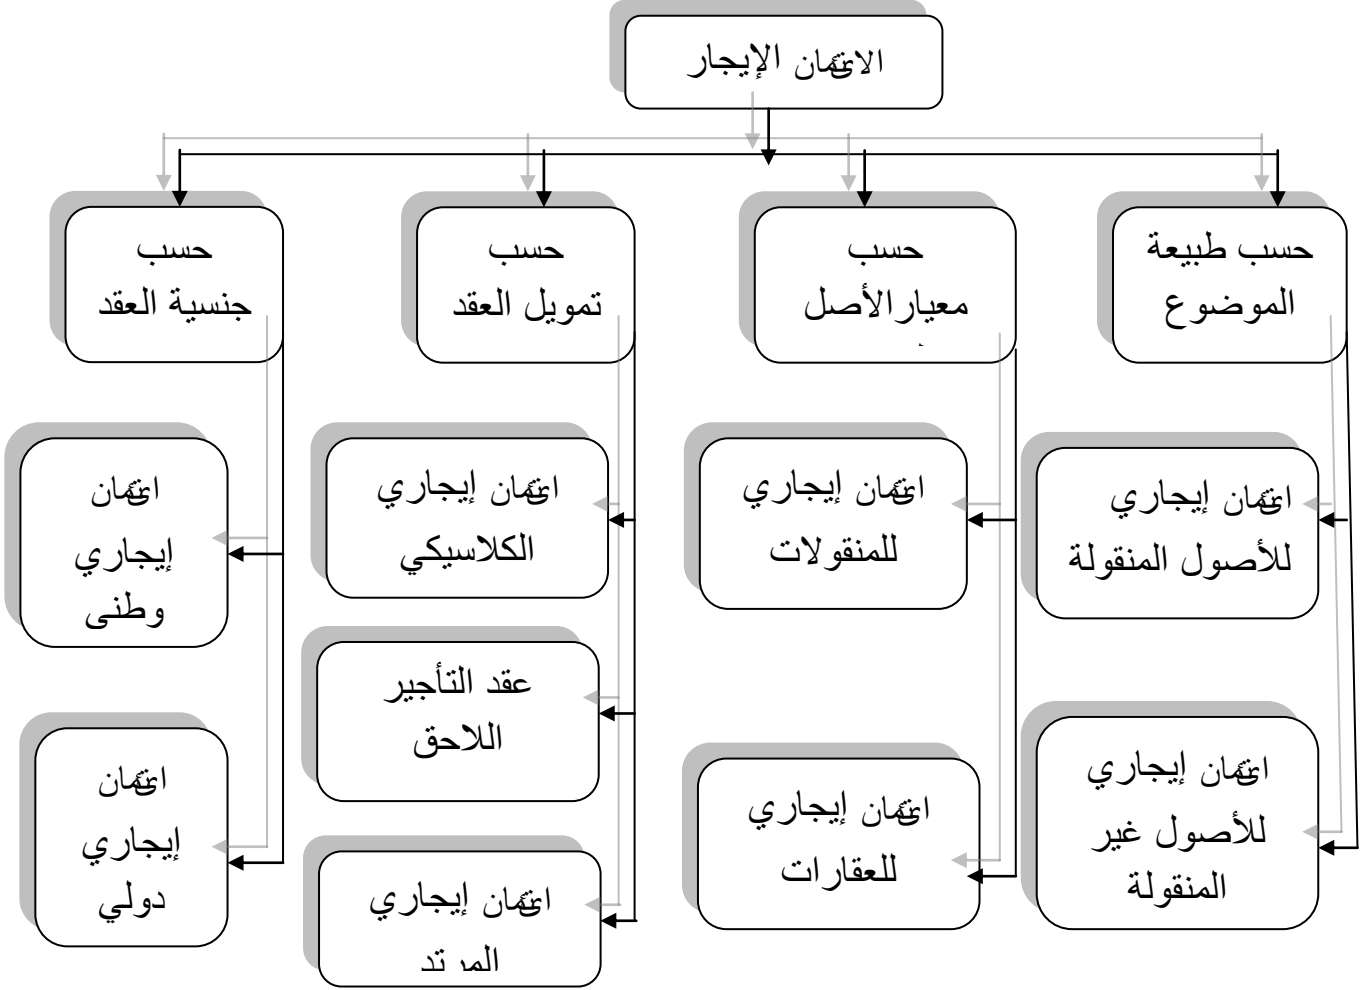 الائتمان الإيجار
حسب طبيعة
الموضوع
حسب
معيار الأصل
حسب
تمويل العقد
حسب
جنسية العقد
ائتمان إيجاري
للأصول المنقولة
ائتمان إيجاري
للأصول غير
المنقولة
ائتمان إيجاري
للمنقولات
ائتمان إيجاري
للعقارات
ائتمان إيجاري
الكلاسيكي
عقد التأجير
اللاحق
ائتمان إيجاري
المرتد
ائتمان
إيجاري
وطنى
ائتمان
إيجاري
دولي